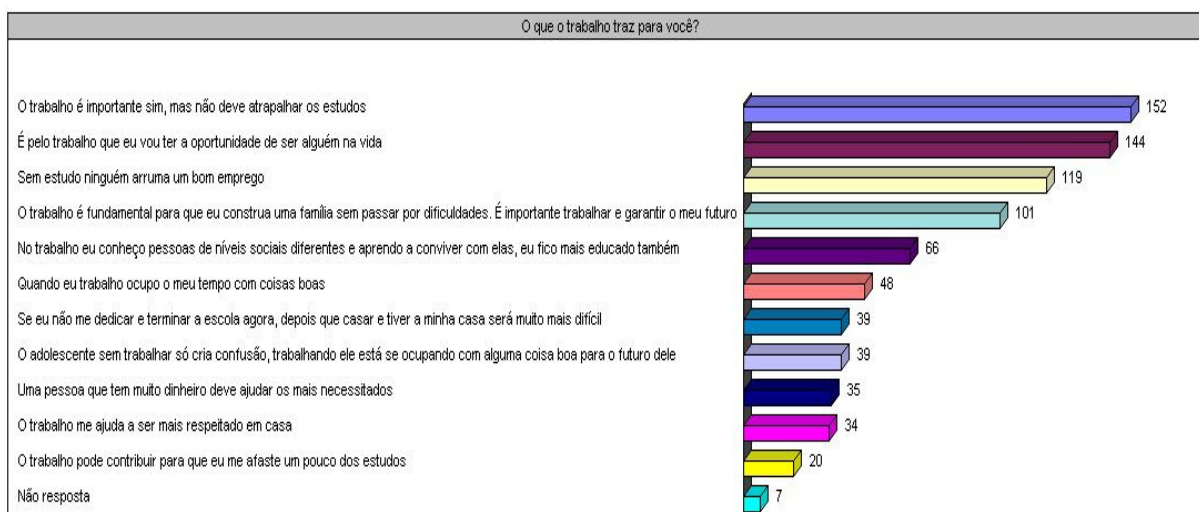 O que o trabalho traz para você?
O trabalho é importante sim, mas não deve atrapalhar os estudos 152
É pelo trabalho que eu vou ter a oportunidade de ser alguém na vida 144
Sem estudo ninguém arruma um bom emprego 119
O trabalho é fundamental para que eu construa uma família sem passar por dificuldades. É importante trabalhar e garantir o meu futuro 101
No trabalho eu conheço pessoas de níveis sociais diferentes e aprendo a conviver com elas, eu fico mais educado também 66
Quando eu trabalho ocupo o meu tempo com coisas boas 48
Se eu não me dedicar e terminar a escola agora, depois que casar e tiver a minha casa será muito mais difícil 39
O adolescente sem trabalhar só cria confusão, trabalhando ele está se ocupando com alguma coisa boa para o futuro dele 39
Uma pessoa que tem muito dinheiro deve ajudar os mais necessitados 35
O trabalho me ajuda a ser mais respeitado em casa 34
O trabalho pode contribuir para que eu me afaste um pouco dos estudos 20
Não resposta 7